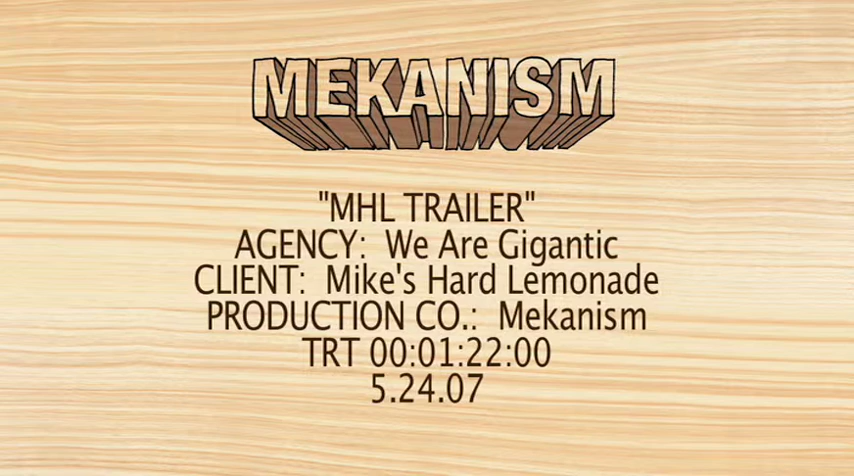 MEKANISM
"MHL TRAILER"
AGENCY: We Are Gigantic
CLIENT: Mike's Hard Lemonade
PRODUCTION CO.: Mekanism
TRT 00:01:22:00
5.24.07